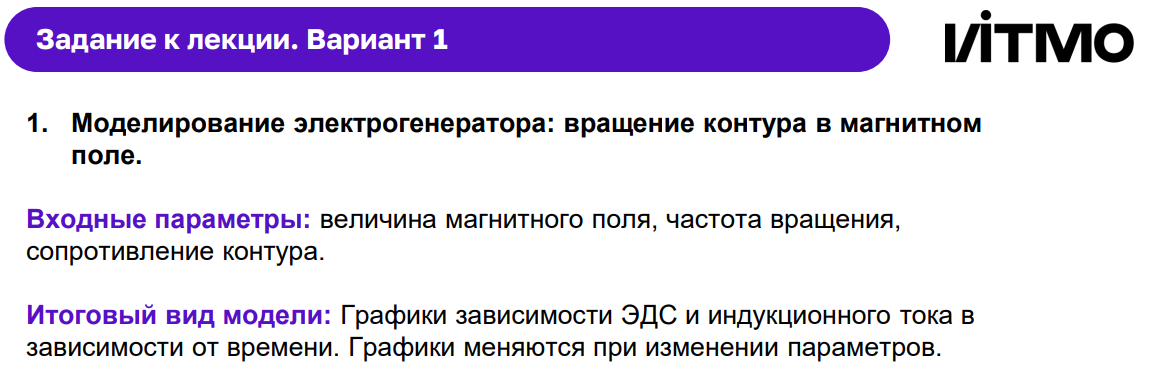 Задание к лекции. Вариант 1
ITMO
1. Моделирование электрогенератора: вращение контура в магнитном
поле.
Входные параметры: величина магнитного поля, частота вращения,
сопротивление контура.
Итоговый вид модели: Графики зависимости ЭДС и индукционного тока в
зависимости от времени. Графики меняются при изменении параметров.